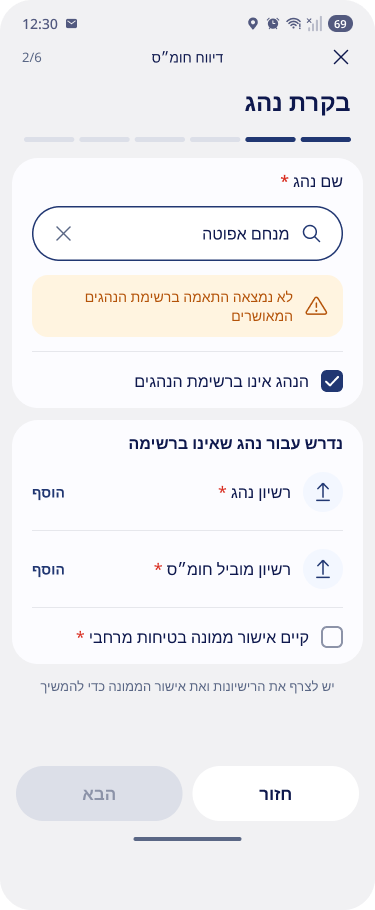 12:30
69
דיווח חומ״ס
2/6
בקרת נהג
שם נהג *
מנחם אפוטה
לא נמצאה התאמה ברשימת הנהגים
המאושרים
הנהג אינו ברשימת הנהגים
נדרש עבור נהג שאינו ברשימה
רשיון נהג *
הוסף
רשיון מוביל חומ״ס *
הוסף
קיים אישור ממונה בטיחות מרחבי *
יש לצרף את הרישיונות ואת אישור הממונה כדי להמשיך
חזור
הבא